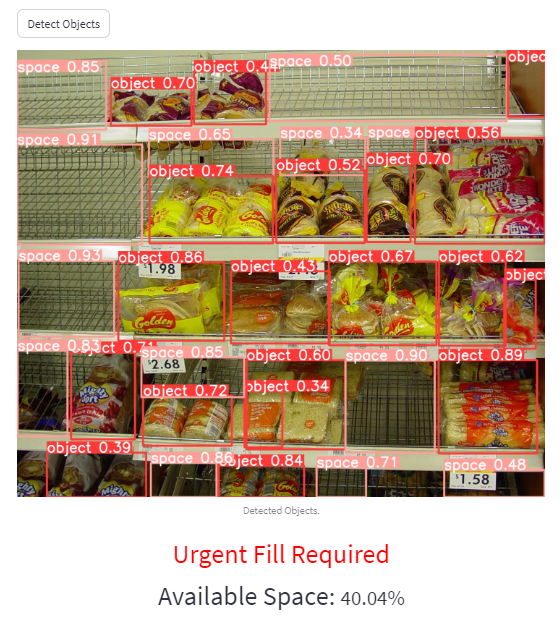 Detect Objects
space 0.85
object 0.70
object 0.4
space 0.50
objec
space 0.91
space 0.65
space 0.34
space
object 0.56
object 0.74
object 0.52
object 0.70
space 0.93
object 0.86
object 0.43
object 0.67
object 0.62
object
$1.98
Golden
Golden
space 0.83
object 0.71
space 0.85
object 0.60
space 0.90
object 0.89
$2.68
object 0.72
object 0.34
Mighty
object 0.39
space 0.86
object 0.84
space 0.71
space 0.48
$1.58
Detected Objects.
Urgent Fill Required
Available Space: 40.04%